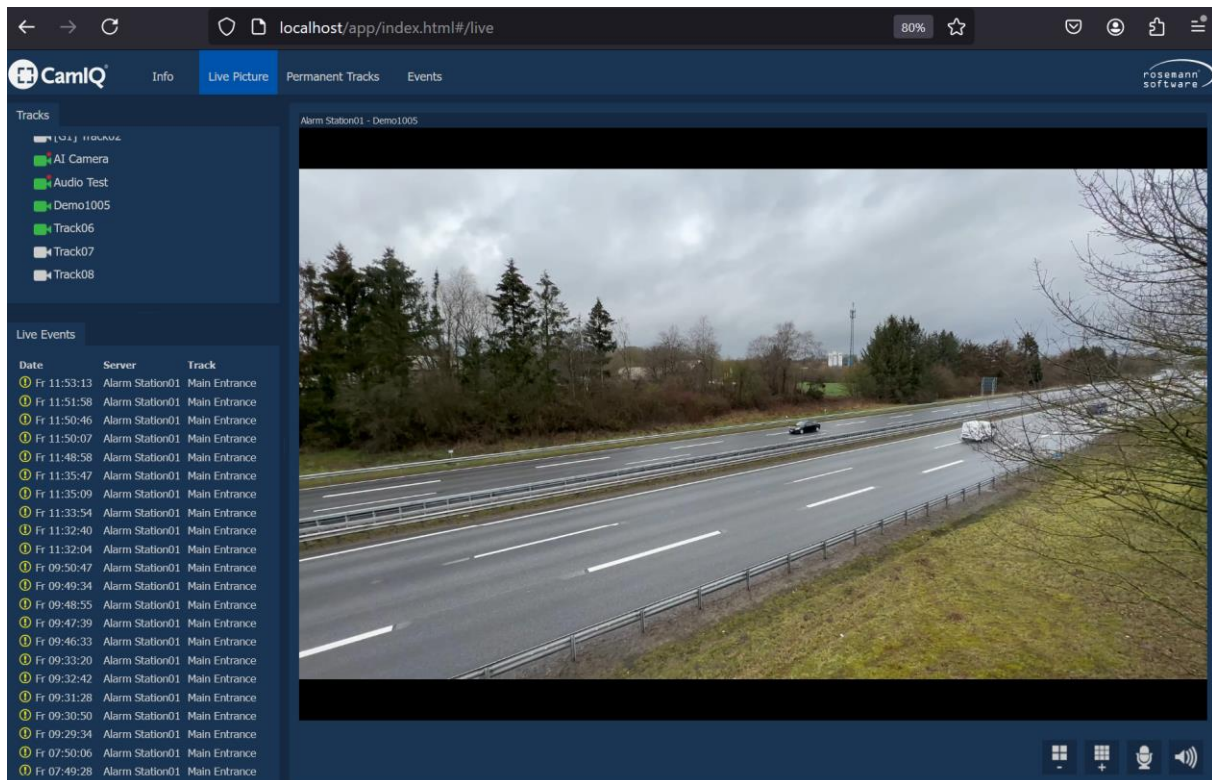 localhost/app/index.html#/live 80%
CamIQ Info Live Picture Permanent Tracks Events rosemann software
Tracks
[G1] Track02
AI Camera
Audio Test
Demo1005
Track06
Track07
Track08
Live Events
Date Server Track
Fr 11:53:13 Alarm Station01 Main Entrance
Fr 11:51:58 Alarm Station01 Main Entrance
Fr 11:50:46 Alarm Station01 Main Entrance
Fr 11:50:07 Alarm Station01 Main Entrance
Fr 11:48:58 Alarm Station01 Main Entrance
Fr 11:35:47 Alarm Station01 Main Entrance
Fr 11:35:09 Alarm Station01 Main Entrance
Fr 11:33:54 Alarm Station01 Main Entrance
Fr 11:32:40 Alarm Station01 Main Entrance
Fr 11:32:04 Alarm Station01 Main Entrance
Fr 09:50:47 Alarm Station01 Main Entrance
Fr 09:49:34 Alarm Station01 Main Entrance
Fr 09:48:55 Alarm Station01 Main Entrance
Fr 09:47:39 Alarm Station01 Main Entrance
Fr 09:46:33 Alarm Station01 Main Entrance
Fr 09:33:20 Alarm Station01 Main Entrance
Fr 09:32:42 Alarm Station01 Main Entrance
Fr 09:31:28 Alarm Station01 Main Entrance
Fr 09:30:50 Alarm Station01 Main Entrance
Fr 09:29:34 Alarm Station01 Main Entrance
Fr 07:50:06 Alarm Station01 Main Entrance
Fr 07:49:28 Alarm Station01 Main Entrance
Alarm Station01 - Demo1005